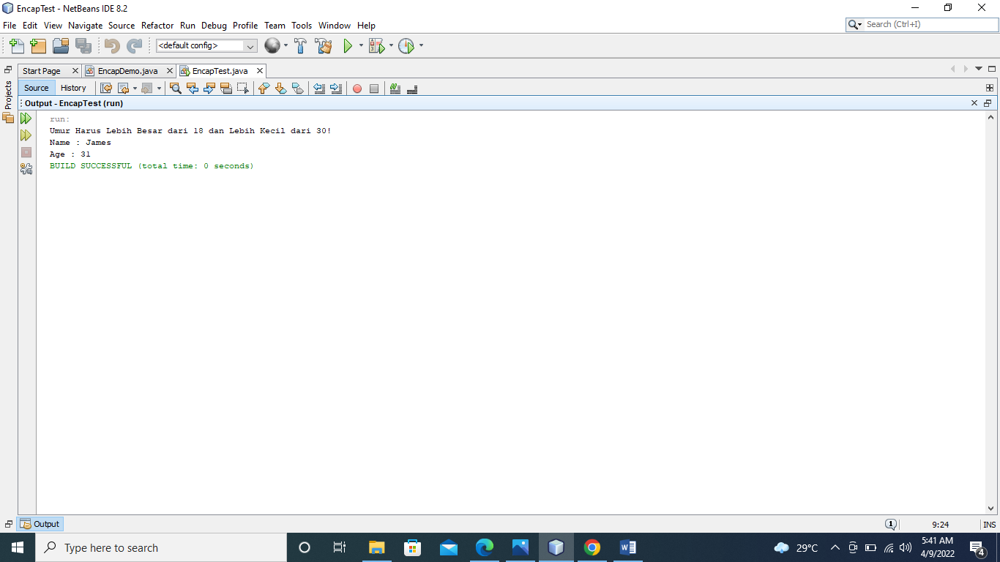 EncapTest - NetBeans IDE 8.2
File Edit View Navigate Source Refactor Run Debug Profile Team Tools Window Help
Search (Ctrl+I)
<default config>
Start Page EncapDemo.java EncapTest.java
Projects
Source History
Output - EncapTest (run)
run:
Umur Harus Lebih Besar dari 18 dan Lebih Kecil dari 30!
Name : James
Age : 31
BUILD SUCCESSFUL (total time: 0 seconds)
Output
1
9:24
INS
Type here to search
29°C
5:41 AM
4/9/2022
4